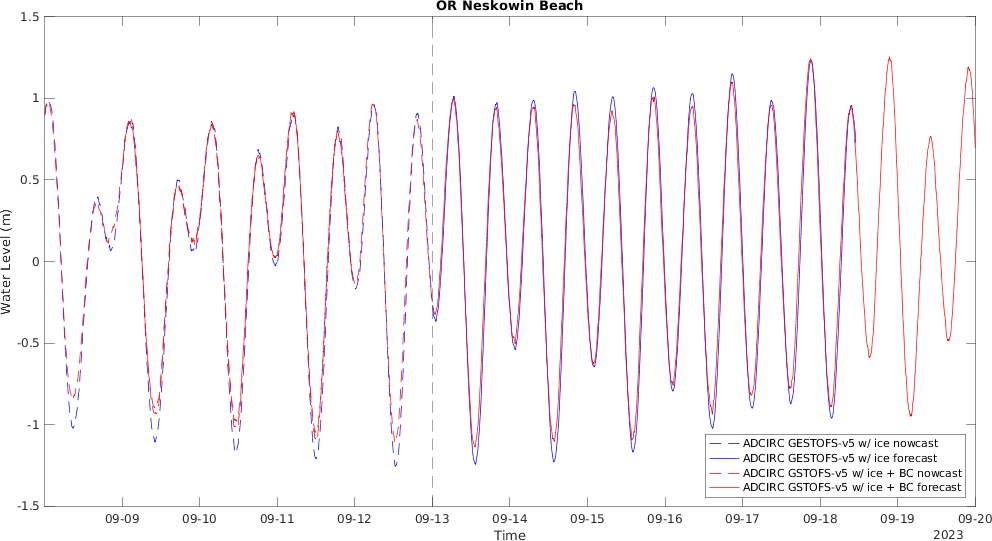 OR Neskowin Beach
Water Level (m)
1.5
1
0.5
0
-0.5
-1
-1.5
09-09 09-10 09-11 09-12 09-13 09-14 09-15 09-16 09-17 09-18 09-19 09-20
Time
2023
ADCIRC GESTOFS-v5 w/ ice nowcast
ADCIRC GESTOFS-v5 w/ ice forecast
ADCIRC GSTOFS-v5 w/ ice + BC nowcast
ADCIRC GSTOFS-v5 w/ ice + BC forecast